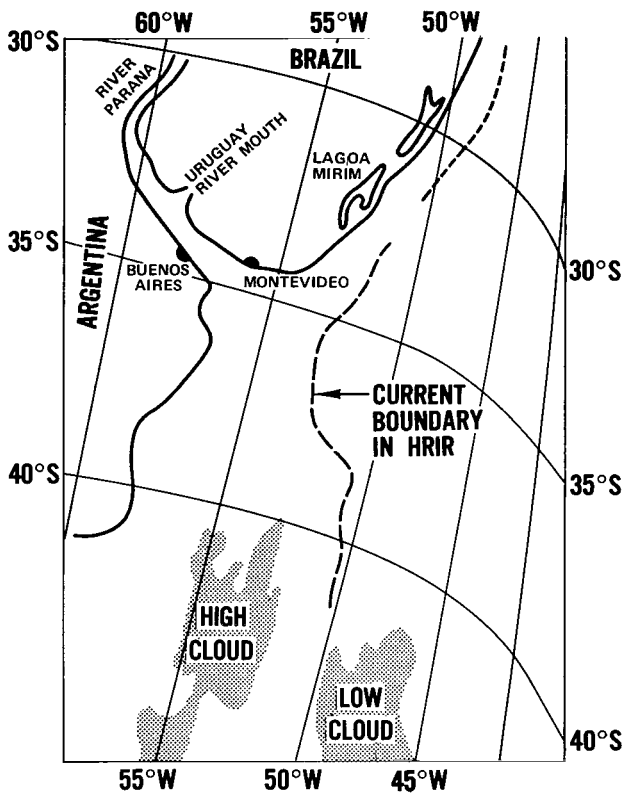 60°W
55°W
50°W
30°S
BRAZIL
RIVER
PARANA
URUGUAY
RIVER MOUTH
LAGOA
MIRIM
35°S
ARGENTINA
BUENOS
AIRES
MONTEVIDEO
30°S
CURRENT
BOUNDARY
IN HRIR
40°S
35°S
HIGH
CLOUD
LOW
CLOUD
40°S
55°W
50°W
45°W